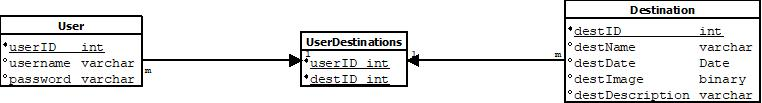 User
userID int
username varchar
password varchar
m
UserDestinations
1
1
userID int
destID int
m
Destination
destID int
destName varchar
destDate Date
destImage binary
destDescription varchar